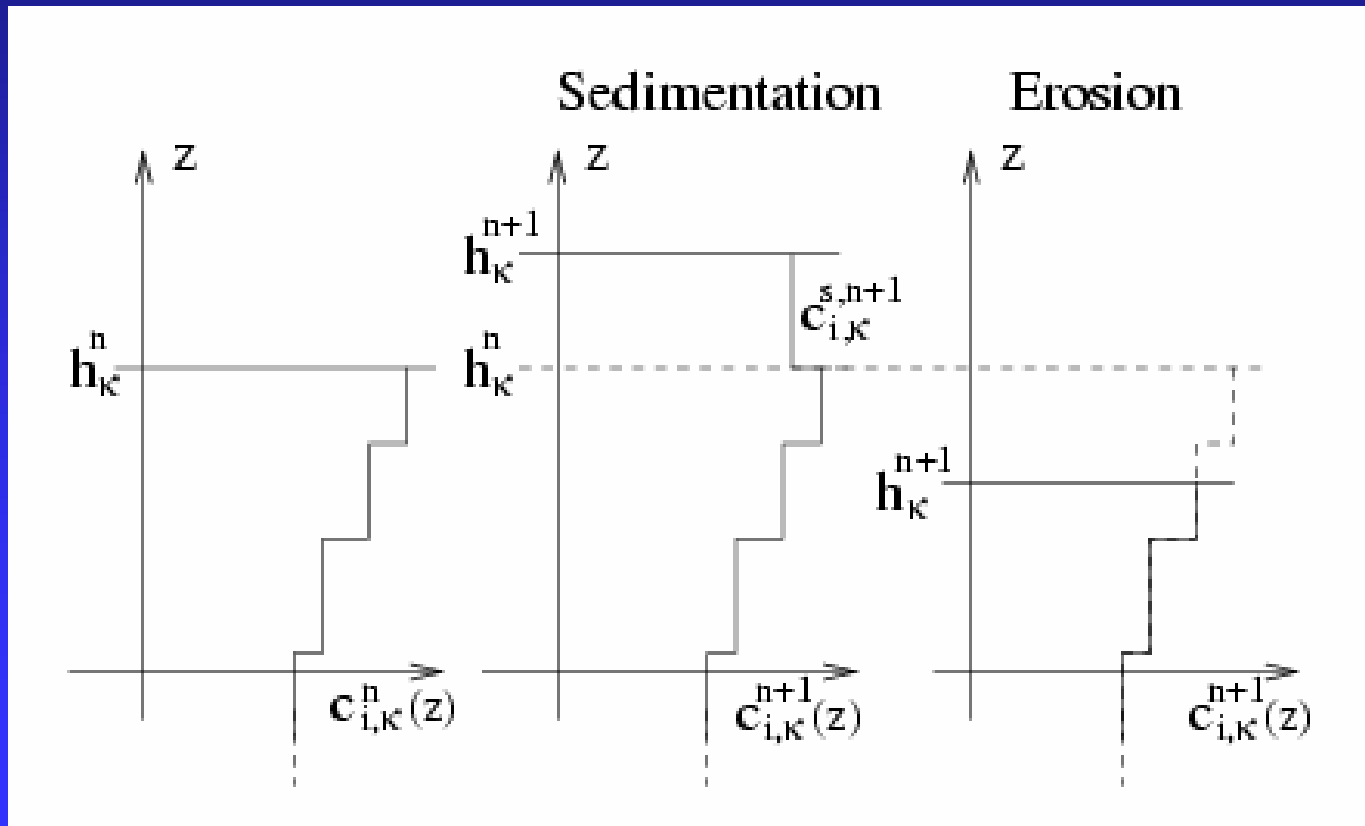 Sedimentation
Erosion
z
z
z
h_κ^{n+1}
c_{i,κ}^{s,n+1}
h_κ^n
h_κ^n
h_κ^{n+1}
c_{i,κ}^n(z)
c_{i,κ}^{n+1}(z)
c_{i,κ}^{n+1}(z)